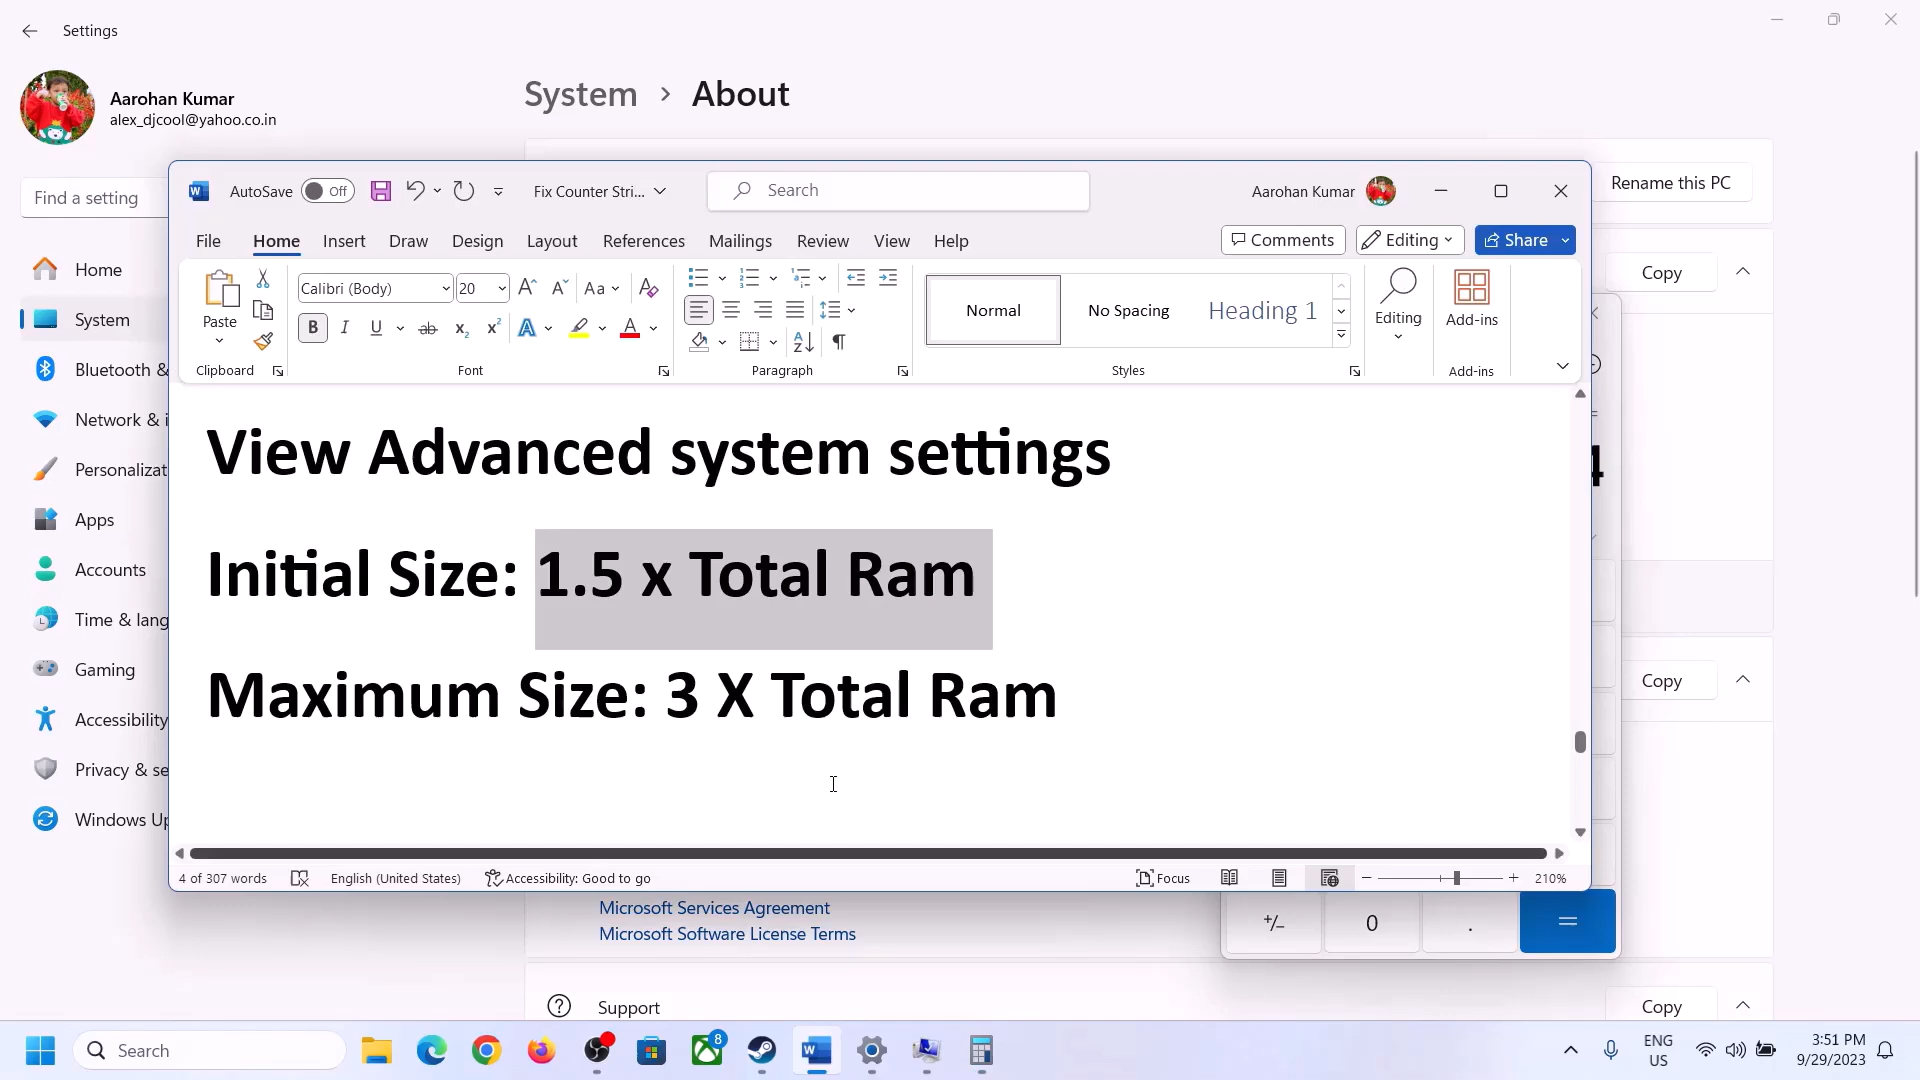 Settings
Aarohan Kumar
alex_djcool@yahoo.co.in
Find a setting
Home
System
Bluetooth &
Network & i
Personalizat
Apps
Accounts
Time & lang
Gaming
Accessibility
Privacy & se
Windows Up
System > About
Rename this PC
Copy
Copy
Copy
AutoSave Off
Fix Counter Stri...
Search
Aarohan Kumar
File Home Insert Draw Design Layout References Mailings Review View Help
Comments Editing Share
Paste
Calibri (Body) 20
Normal No Spacing Heading 1
Editing
Add-ins
Clipboard Font Paragraph Styles Add-ins
View Advanced system settings
Initial Size: 1.5 x Total Ram
Maximum Size: 3 X Total Ram
4 of 307 words English (United States) Accessibility: Good to go
Focus 210%
Microsoft Services Agreement
Microsoft Software License Terms
+/- 0 . =
Support
Search
8
ENG
US
3:51 PM
9/29/2023